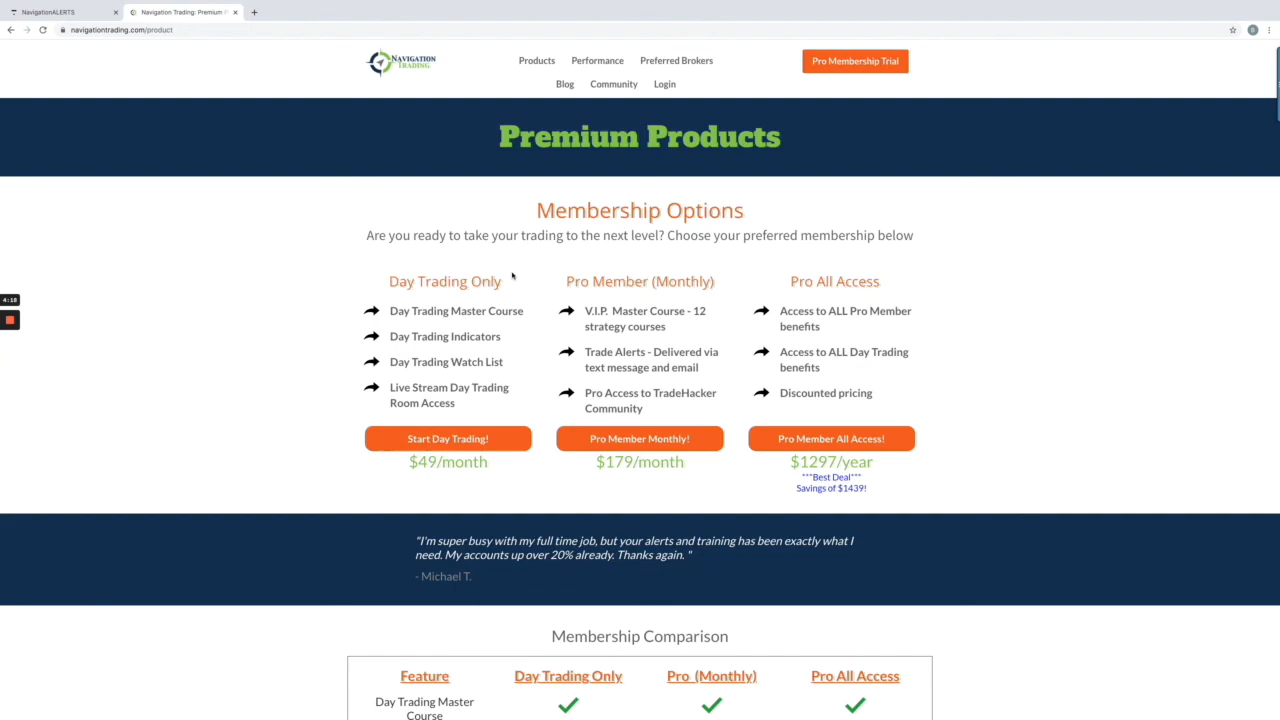 NavigationALERTS
Navigation Trading: Premium P
navigationtrading.com/product
B
NAVIGATION
TRADING
Products
Performance
Preferred Brokers
Blog
Community
Login
Pro Membership Trial
Premium Products
Membership Options
Are you ready to take your trading to the next level? Choose your preferred membership below
Day Trading Only
Day Trading Master Course
Day Trading Indicators
Day Trading Watch List
Live Stream Day Trading
Room Access
Start Day Trading!
$49/month
Pro Member (Monthly)
V.I.P. Master Course - 12
strategy courses
Trade Alerts - Delivered via
text message and email
Pro Access to TradeHacker
Community
Pro Member Monthly!
$179/month
Pro All Access
Access to ALL Pro Member
benefits
Access to ALL Day Trading
benefits
Discounted pricing
Pro Member All Access!
$1297/year
***Best Deal***
Savings of $1439!
4:18
"I'm super busy with my full time job, but your alerts and training has been exactly what I
need. My accounts up over 20% already. Thanks again. "
- Michael T.
Membership Comparison
Feature
Day Trading Only
Pro (Monthly)
Pro All Access
Day Trading Master
Course